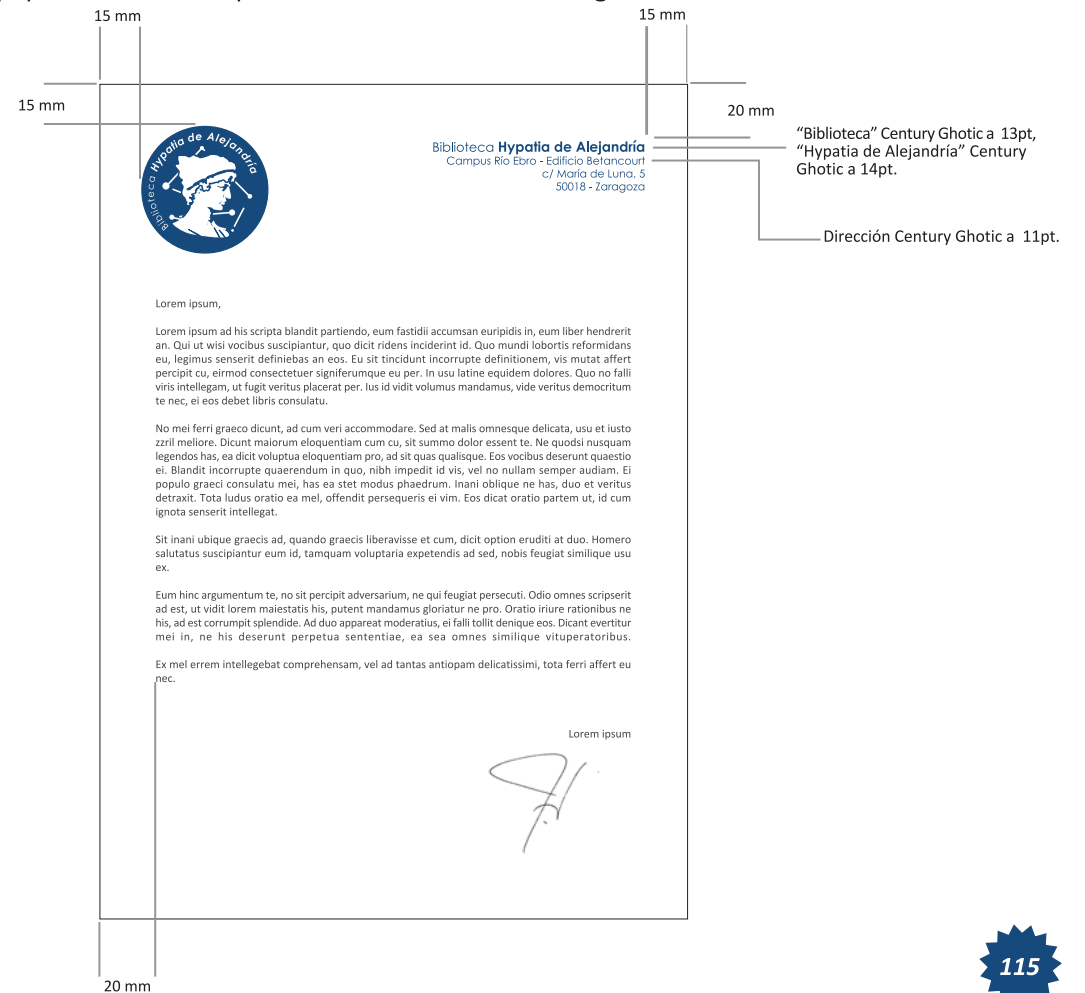 15 mm
15 mm
15 mm
20 mm
Biblioteca Hypatia de Alejandría
Biblioteca Hypatia de Alejandría
Campus Río Ebro - Edificio Betancourt
c/ María de Luna, 5
50018 - Zaragoza
“Biblioteca” Century Ghotic a 13pt,
“Hypatia de Alejandría” Century
Ghotic a 14pt.
Dirección Century Ghotic a 11pt.
Lorem ipsum,
Lorem ipsum ad his scripta blandit partiendo, eum fastidii accumsan euripidis in, eum liber hendrerit
an. Qui ut wisi vocibus suscipiantur, quo dicit ridens inciderint id. Quo mundi lobortis reformidans
eu, legimus senserit definiebas an eos. Eu sit tincidunt incorrupte definitionem, vis mutat affert
percipit cu, eirmod consectetuer signiferumque eu per. In usu latine equidem dolores. Quo no falli
viris intellegam, ut fugit veritus placerat per. Ius id vidit volumus mandamus, vide veritus democritum
te nec, ei eos debet libris consulatu.
No mei ferri graeco dicunt, ad cum veri accommodare. Sed at malis omnesque delicata, usu et iusto
zzril meliore. Dicunt maiorum eloquentiam cum cu, sit summo dolor essent te. Ne quodsi nusquam
legendos has, ea dicit voluptua eloquentiam pro, ad sit quas qualisque. Eos vocibus deserunt quaestio
ei. Blandit incorrupte quaerendum in quo, nibh impedit id vis, vel no nullam semper audiam. Ei
populo graeci consulatu mei, has ea stet modus phaedrum. Inani oblique ne has, duo et veritus
detraxit. Tota ludus oratio ea mel, offendit persequeris ei vim. Eos dicat oratio partem ut, id cum
ignota senserit intellegat.
Sit inani ubique graecis ad, quando graecis liberavisse et cum, dicit option eruditi at duo. Homero
salutatus suscipiantur eum id, tamquam voluptaria expetendis ad sed, nobis feugiat similique usu
ex.
Eum hinc argumentum te, no sit percipit adversarium, ne qui feugiat persecuti. Odio omnes scripserit
ad est, ut vidit lorem maiestatis his, putent mandamus gloriatur ne pro. Oratio iriure rationibus ne
his, ad est corrumpit splendide. Ad duo appareat moderatius, ei falli tollit denique eos. Dicant evertitur
mei in, ne his deserunt perpetua sententiae, ea sea omnes similique vituperatoribus.
Ex mel errem intellegebat comprehensam, vel ad tantas antiopam delicatissimi, tota ferri affert eu
nec.
Lorem ipsum
20 mm
115